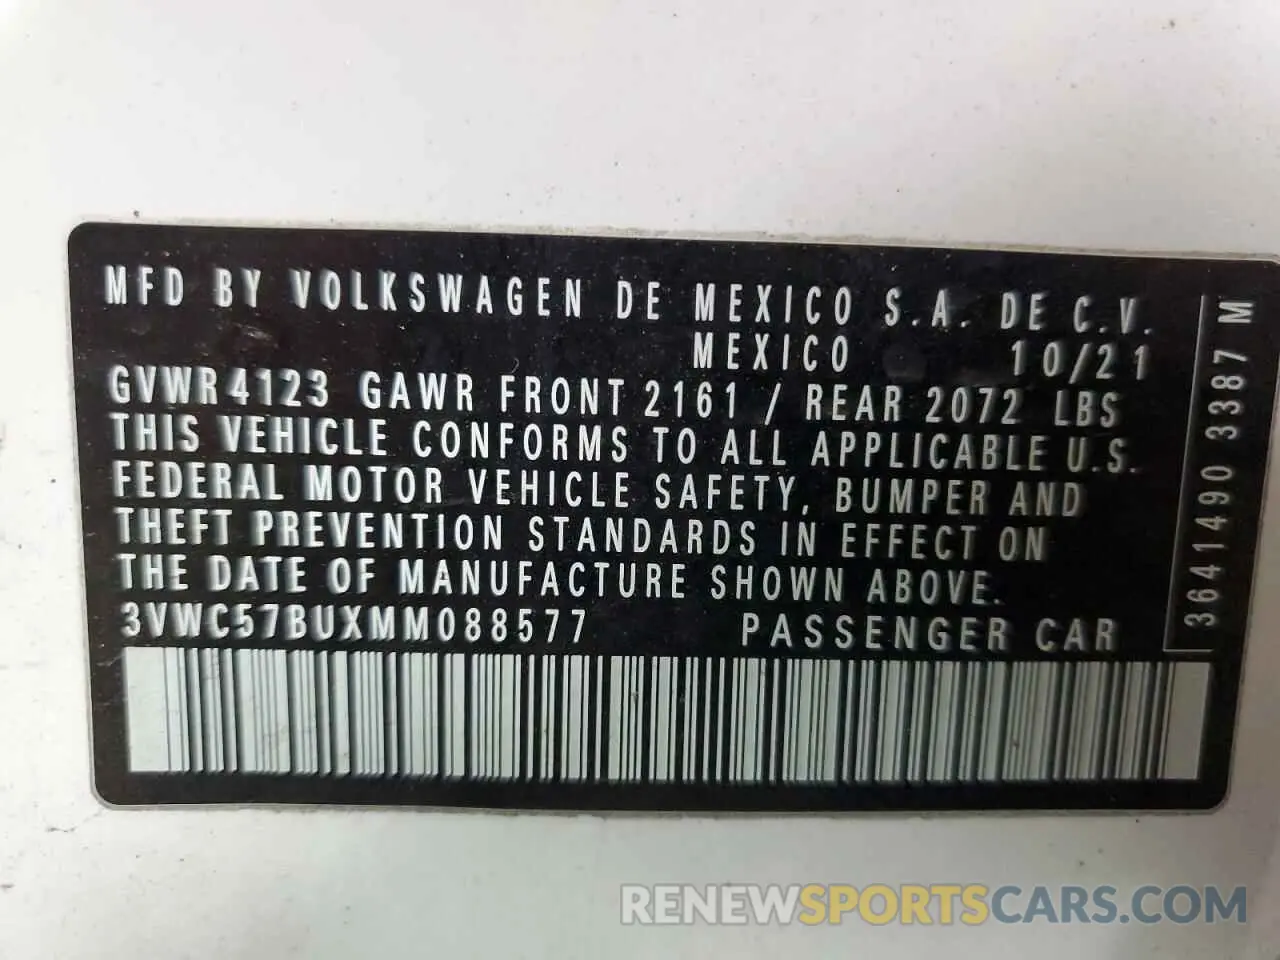 MFD BY VOLKSWAGEN DE MEXICO S.A. DE C.V.
MEXICO 10/21
GVWR 4123 GAWR FRONT 2161 / REAR 2072 LBS
THIS VEHICLE CONFORMS TO ALL APPLICABLE U.S.
FEDERAL MOTOR VEHICLE SAFETY, BUMPER AND
THEFT PREVENTION STANDARDS IN EFFECT ON
THE DATE OF MANUFACTURE SHOWN ABOVE.
3VWC57BUXMM088577 PASSENGER CAR
3641490 3387 M
RENEWSPORTSCARS.COM